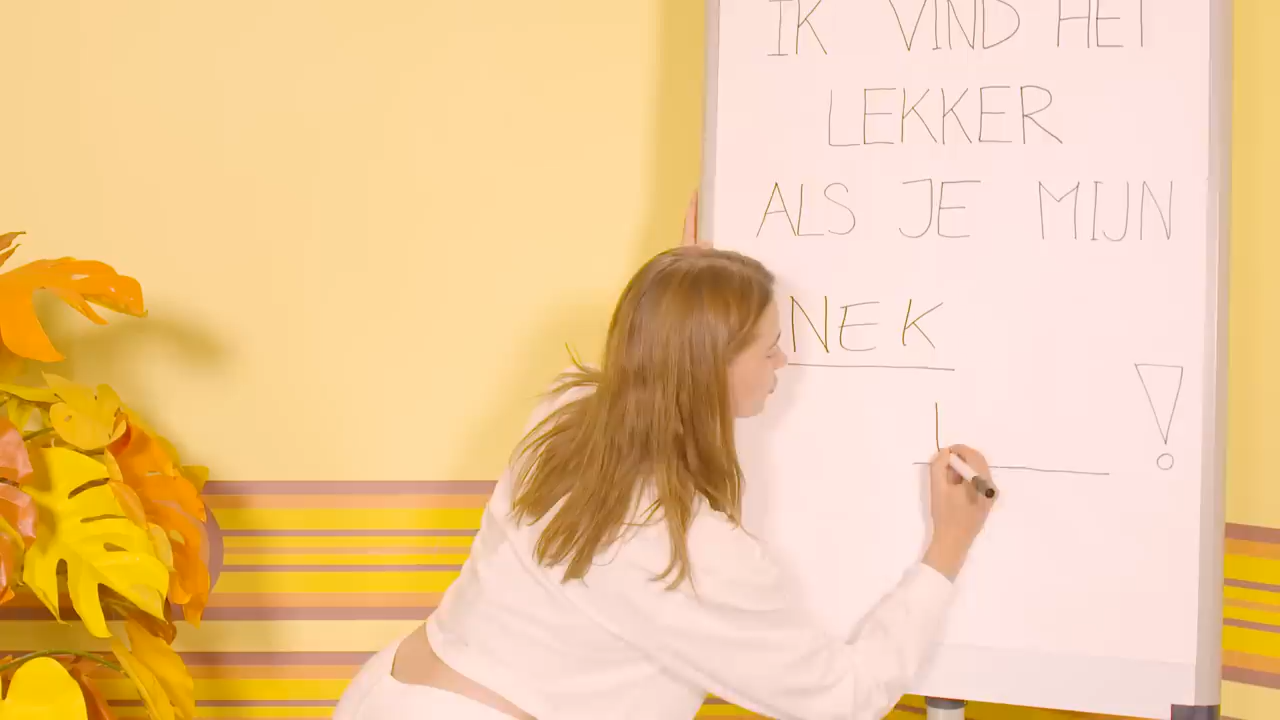 IK VIND HET
LEKKER
ALS JE MIJN
NEK
!